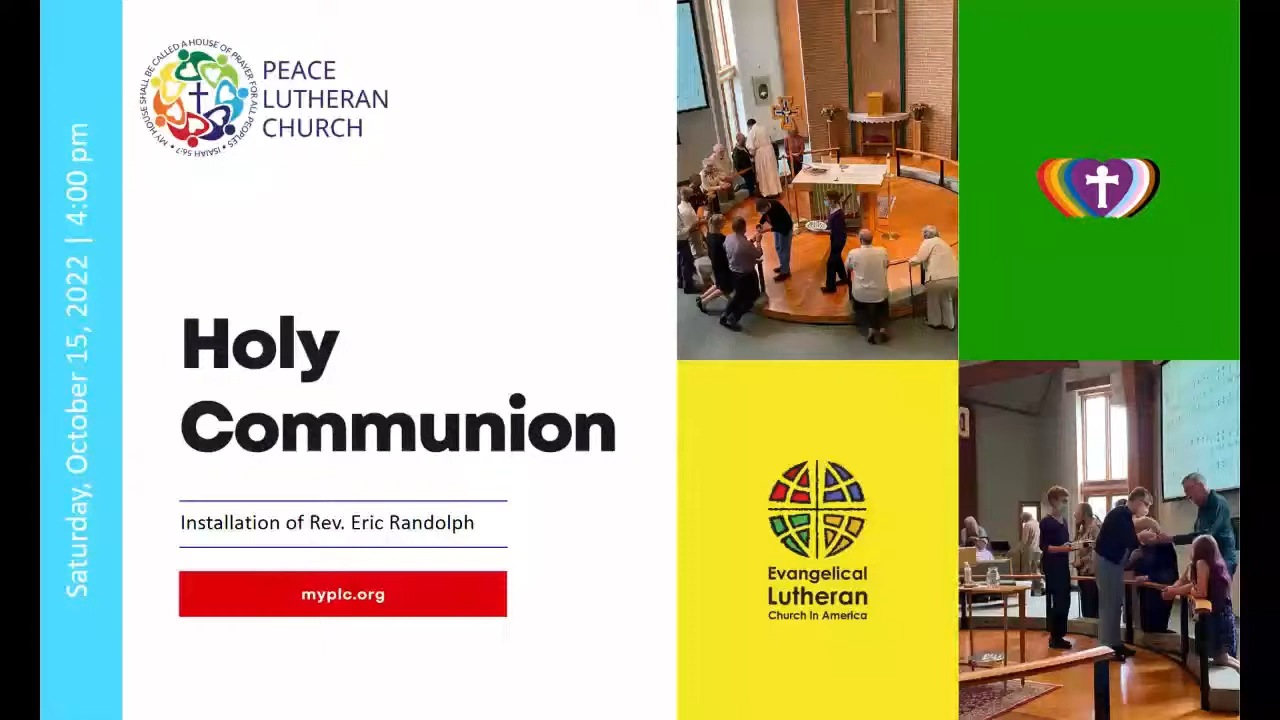 Saturday, October 15, 2022 | 4:00 pm
MY HOUSE SHALL BE CALLED A HOUSE OF PRAYER FOR ALL PEOPLES • ISAIAH 56:7 •
PEACE
LUTHERAN
CHURCH
Holy
Communion
Installation of Rev. Eric Randolph
myplc.org
Evangelical
Lutheran
Church in America